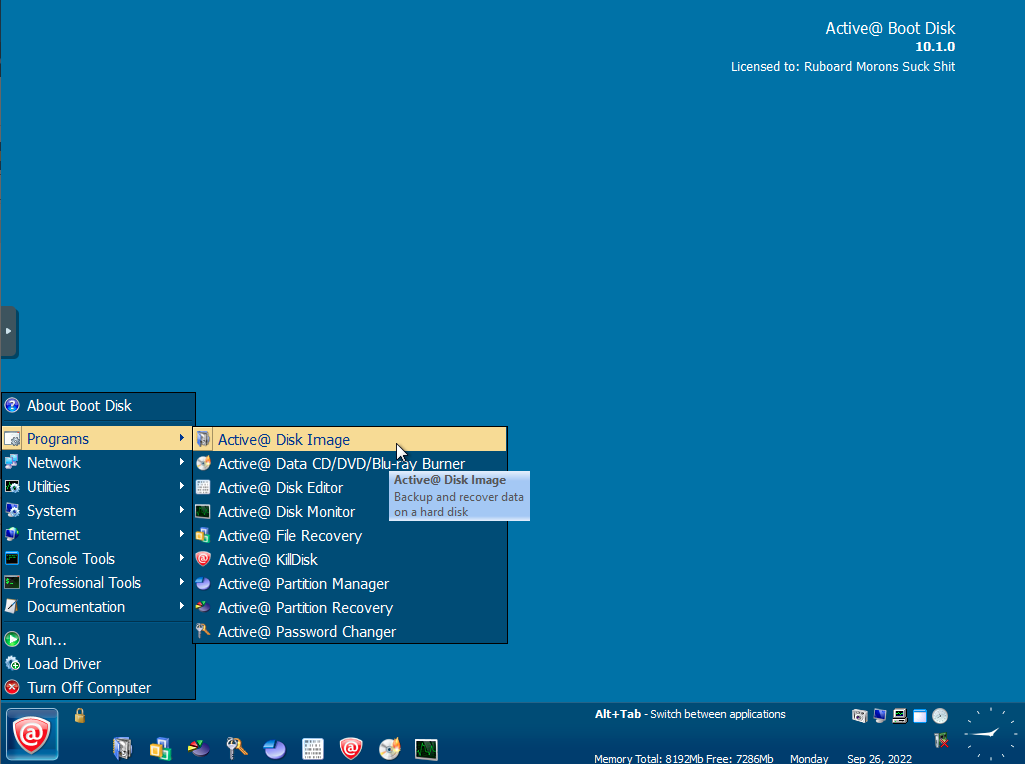 Active@ Boot Disk
10.1.0
Licensed to: Ruboard Morons Suck Shit
About Boot Disk
Programs
Network
Utilities
System
Internet
Console Tools
Professional Tools
Documentation
Run...
Load Driver
Turn Off Computer
Active@ Disk Image
Active@ Data CD/DVD/Blu-ray Burner
Active@ Disk Editor
Active@ Disk Monitor
Active@ File Recovery
Active@ KillDisk
Active@ Partition Manager
Active@ Partition Recovery
Active@ Password Changer
Active@ Disk Image
Backup and recover data
on a hard disk
Alt+Tab - Switch between applications
Memory Total: 8192Mb Free: 7286Mb Monday Sep 26, 2022